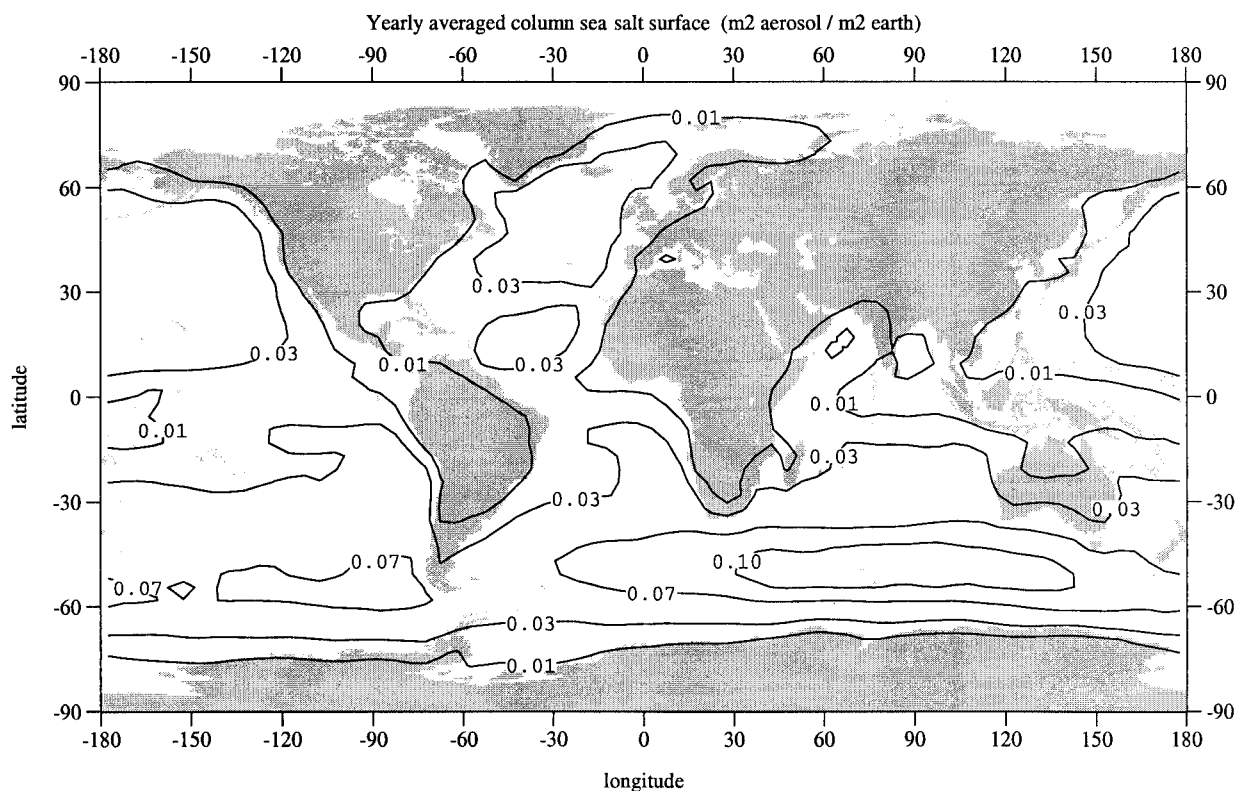 Yearly averaged column sea salt surface (m2 aerosol / m2 earth)
-180 -150 -120 -90 -60 -30 0 30 60 90 120 150 180
90 90
0.01
60 60
30 0.03 0.03 30
0.03 0.01 0.03 0.01
latitude
0 0.01 0
0.01
0.03
-30 0.03 0.03 -30
0.07 0.10
0.07 0.07
-60 -60
0.03
0.01
-90 -90
-180 -150 -120 -90 -60 -30 0 30 60 90 120 150 180
longitude